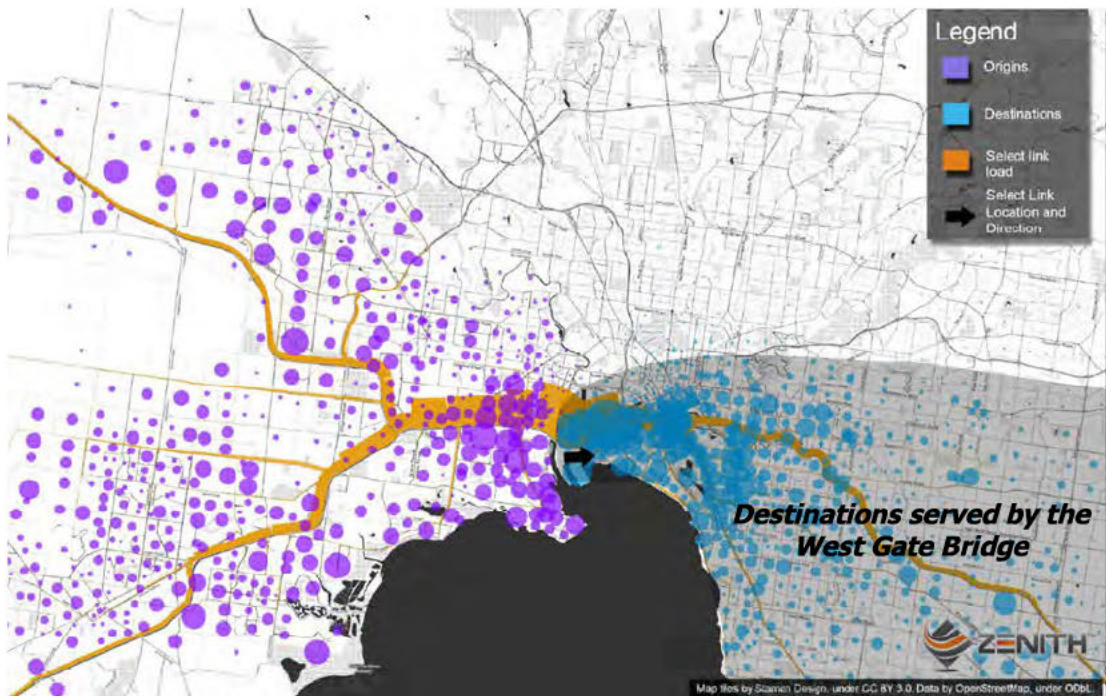 Legend
Origins
Destinations
Select link
load
Select Link
Location and
Direction
Destinations served by the
West Gate Bridge
ZENITH
Map tiles by Stamen Design, under CC BY 3.0. Data by OpenStreetMap, under ODbL.